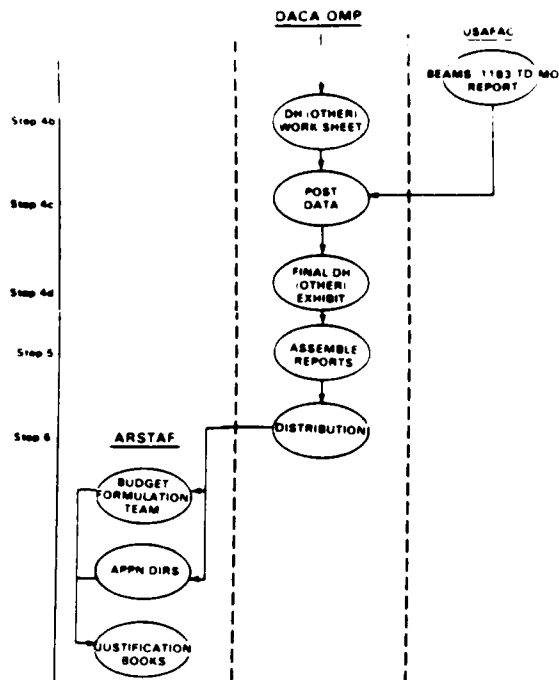 DACA OMP
USAFAC
BEAMS 1183 TD MO
REPORT
Step 4b
DH (OTHER)
WORK SHEET
Step 4c
POST
DATA
Step 4d
FINAL DH
(OTHER)
EXHIBIT
Step 5
ASSEMBLE
REPORTS
Step 6
ARSTAF
DISTRIBUTION
BUDGET
FORMULATION
TEAM
APPN DIRS
JUSTIFICATION
BOOKS